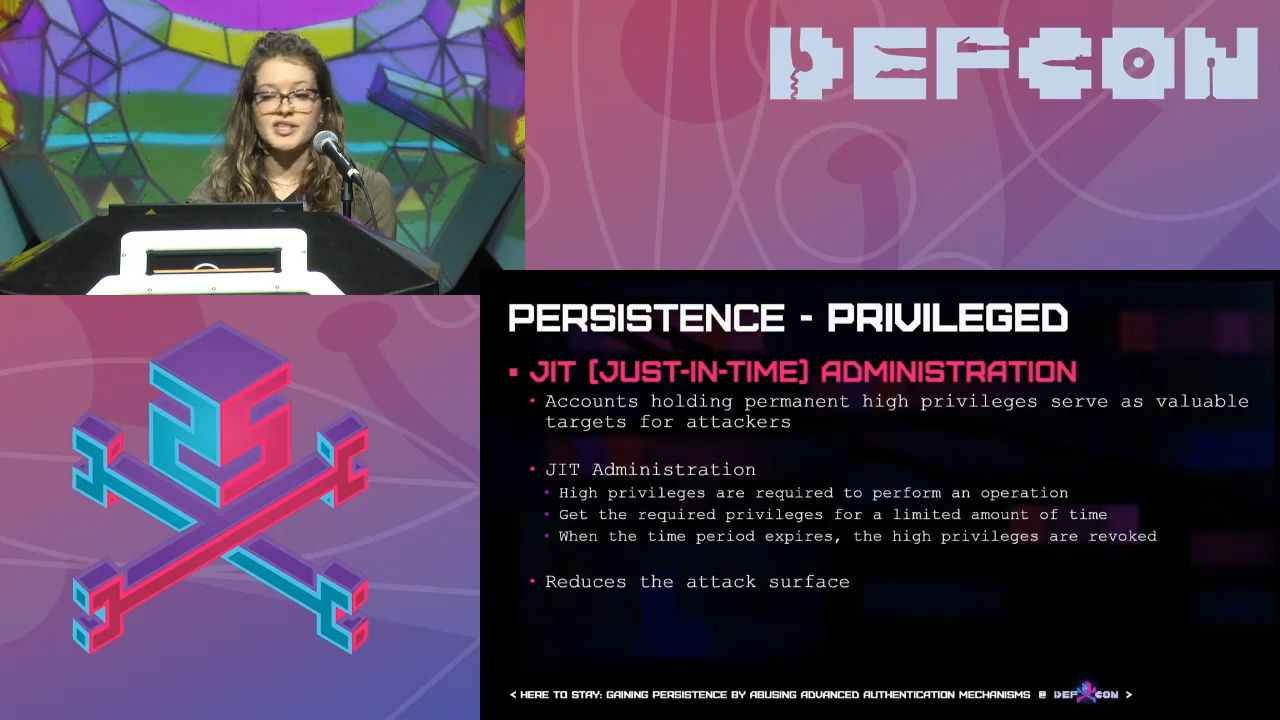 DEFCON
PERSISTENCE - PRIVILEGED
▪ JIT [JUST-IN-TIME] ADMINISTRATION
• Accounts holding permanent high privileges serve as valuable
targets for attackers
• JIT Administration
• High privileges are required to perform an operation
• Get the required privileges for a limited amount of time
• When the time period expires, the high privileges are revoked
• Reduces the attack surface
< HERE TO STAY: GAINING PERSISTENCE BY ABUSING ADVANCED AUTHENTICATION MECHANISMS @ DEF CON >